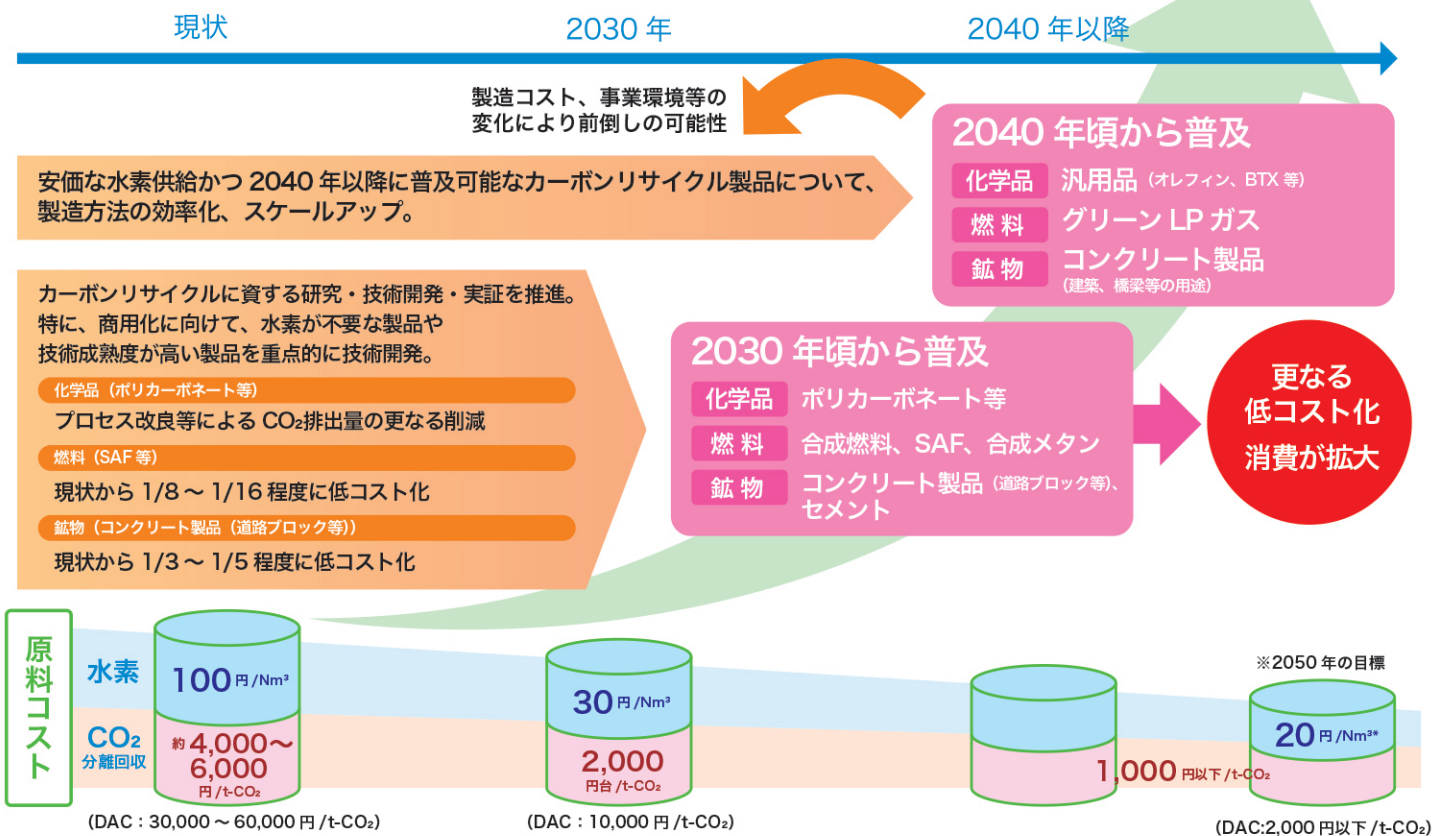 現状
2030 年
2040 年以降
製造コスト、事業環境等の
変化により前倒しの可能性
安価な水素供給かつ 2040 年以降に普及可能なカーボンリサイクル製品について、
製造方法の効率化、スケールアップ。
2040 年頃から普及
化学品 汎用品（オレフィン、BTX 等）
燃料 グリーン LP ガス
鉱物 コンクリート製品
（建築、橋梁等の用途）
カーボンリサイクルに資する研究・技術開発・実証を推進。
特に、商用化に向けて、水素が不要な製品や
技術成熟度が高い製品を重点的に技術開発。
化学品（ポリカーボネート等）
プロセス改良等による CO₂排出量の更なる削減
燃料（SAF 等）
現状から 1/8 〜 1/16 程度に低コスト化
鉱物（コンクリート製品（道路ブロック等））
現状から 1/3 〜 1/5 程度に低コスト化
2030 年頃から普及
化学品 ポリカーボネート等
燃料 合成燃料、SAF、合成メタン
鉱物 コンクリート製品（道路ブロック等）、
セメント
更なる
低コスト化
消費が拡大
原料コスト
水素
100 円 /Nm³
30 円 /Nm³
※2050 年の目標
20 円 /Nm³*
CO₂
分離回収
約 4,000〜
6,000
円 /t-CO₂
2,000
円台 /t-CO₂
1,000 円以下 /t-CO₂
（DAC：30,000 〜 60,000 円 /t-CO₂）
（DAC：10,000 円 /t-CO₂）
（DAC:2,000 円以下 /t-CO₂）